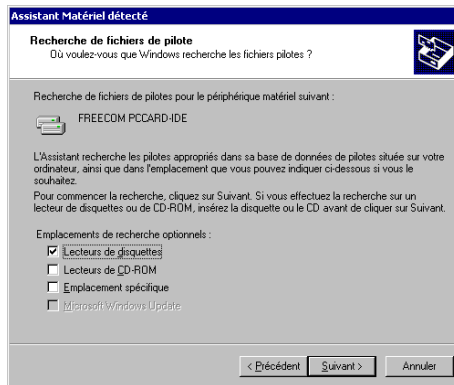 Assistant Matériel détecté
Recherche de fichiers de pilote
Où voulez-vous que Windows recherche les fichiers pilotes ?
Recherche de fichiers de pilotes pour le périphérique matériel suivant :
FREECOM PCCARD-IDE
L'Assistant recherche les pilotes appropriés dans sa base de données de pilotes située sur votre
ordinateur, ainsi que dans l'emplacement que vous pouvez indiquer ci-dessous si vous le
souhaitez.
Pour commencer la recherche, cliquez sur Suivant. Si vous effectuez la recherche sur un
lecteur de disquettes ou de CD-ROM, insérez la disquette ou le CD avant de cliquer sur Suivant.
Emplacements de recherche optionnels :
Lecteurs de disquettes
Lecteurs de CD-ROM
Emplacement spécifique
Microsoft Windows Update
< Précédent Suivant > Annuler